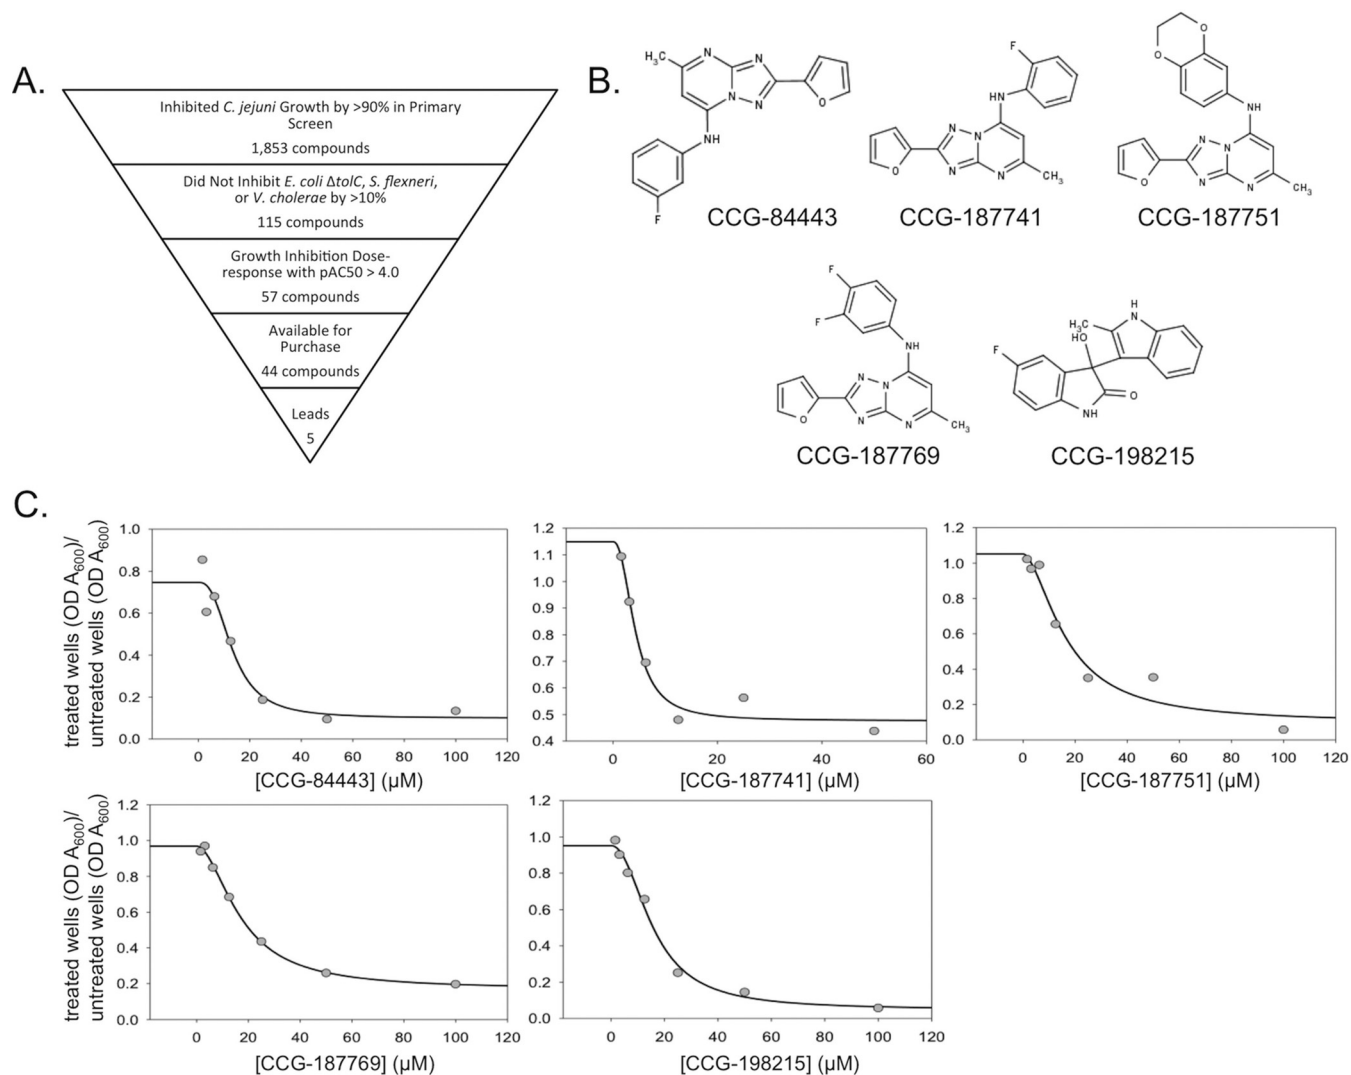 A.
Inhibited C. jejuni Growth by >90% in Primary
Screen
1,853 compounds
Did Not Inhibit E. coli ΔtolC, S. flexneri,
or V. cholerae by >10%
115 compounds
Growth Inhibition Dose-
response with pAC50 > 4.0
57 compounds
Available for
Purchase
44 compounds
Leads
5
B.
H₃C N N N N O NH F
CCG-84443
F HN N N N N O CH₃
CCG-187741
O O NH N N N N O CH₃
CCG-187751
F F NH N N N N O CH₃
CCG-187769
H N H₃C HO F O NH
CCG-198215
C.
treated wells (OD A₆₀₀)/
untreated wells (OD A₆₀₀)
1.0
0.8
0.6
0.4
0.2
0.0
0 20 40 60 80 100 120
[CCG-84443] (µM)
1.2
1.1
1.0
0.9
0.8
0.7
0.6
0.5
0.4
0 20 40 60
[CCG-187741] (µM)
1.2
1.0
0.8
0.6
0.4
0.2
0.0
0 20 40 60 80 100 120
[CCG-187751] (µM)
treated wells (OD A₆₀₀)/
untreated wells (OD A₆₀₀)
1.2
1.0
0.8
0.6
0.4
0.2
0.0
0 20 40 60 80 100 120
[CCG-187769] (µM)
1.2
1.0
0.8
0.6
0.4
0.2
0.0
0 20 40 60 80 100 120
[CCG-198215] (µM)